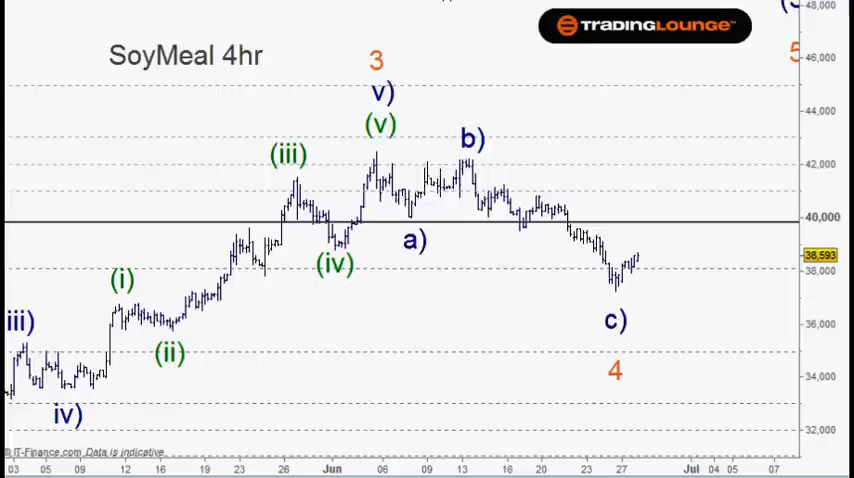 48,000
TRADINGLOUNGE™
SoyMeal 4hr
3
5
46,000
v)
44,000
(v)
b)
(iii)
42,000
40,000
a)
(iv)
38,593
38,000
(i)
iii)
c)
36,000
(ii)
4
34,000
iv)
32,000
© IT-Finance.com Data is indicative
03 05 09 12 16 19 23 26 Jun 06 09 13 16 20 23 27 Jul 04 05 07